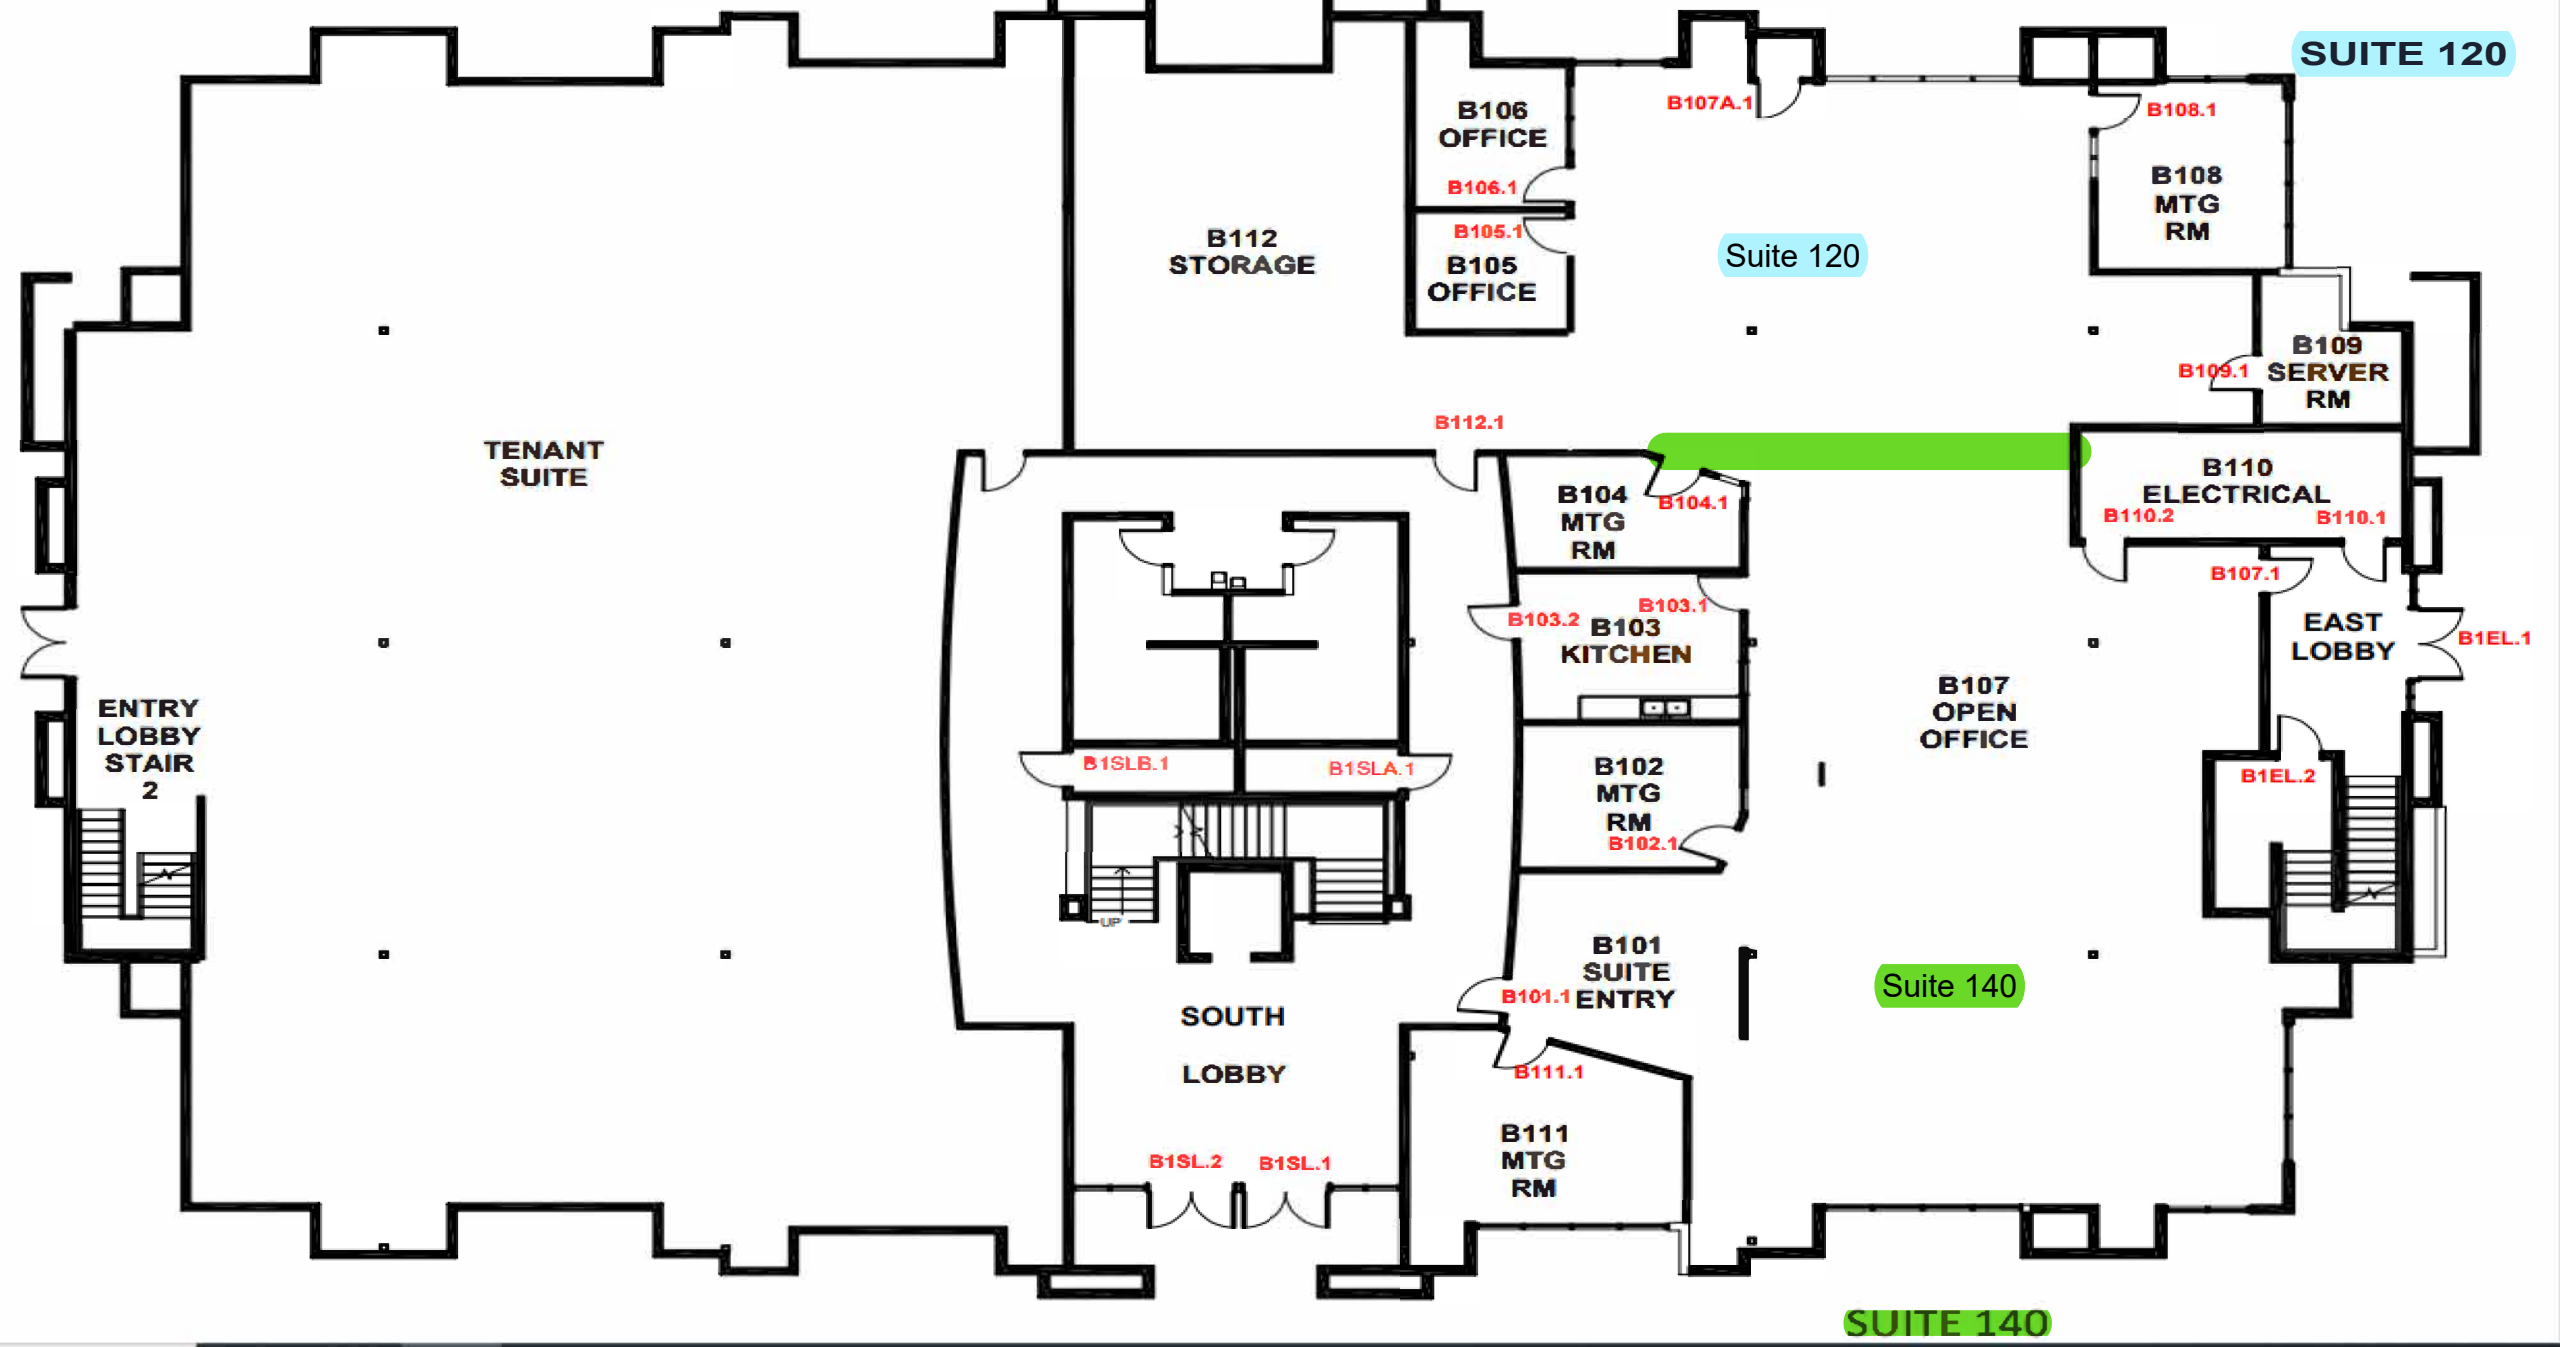 SUITE 120
B107A.1
B108.1
B106
OFFICE
B106.1
B108
MTG
RM
B112
STORAGE
B105.1
B105
OFFICE
Suite 120
B109
SERVER
RM
B109.1
B112.1
TENANT
SUITE
B104
MTG
RM
B104.1
B110
ELECTRICAL
B110.2
B110.1
B107.1
B103.1
B103.2
B103
KITCHEN
EAST
LOBBY
B1EL.1
B107
OPEN
OFFICE
ENTRY
LOBBY
STAIR
2
B1SLB.1
B1SLA.1
B102
MTG
RM
B102.1
B1EL.2
UP
B101
SUITE
ENTRY
B101.1
Suite 140
SOUTH
LOBBY
B111.1
B111
MTG
RM
B1SL.2
B1SL.1
SUITE 140